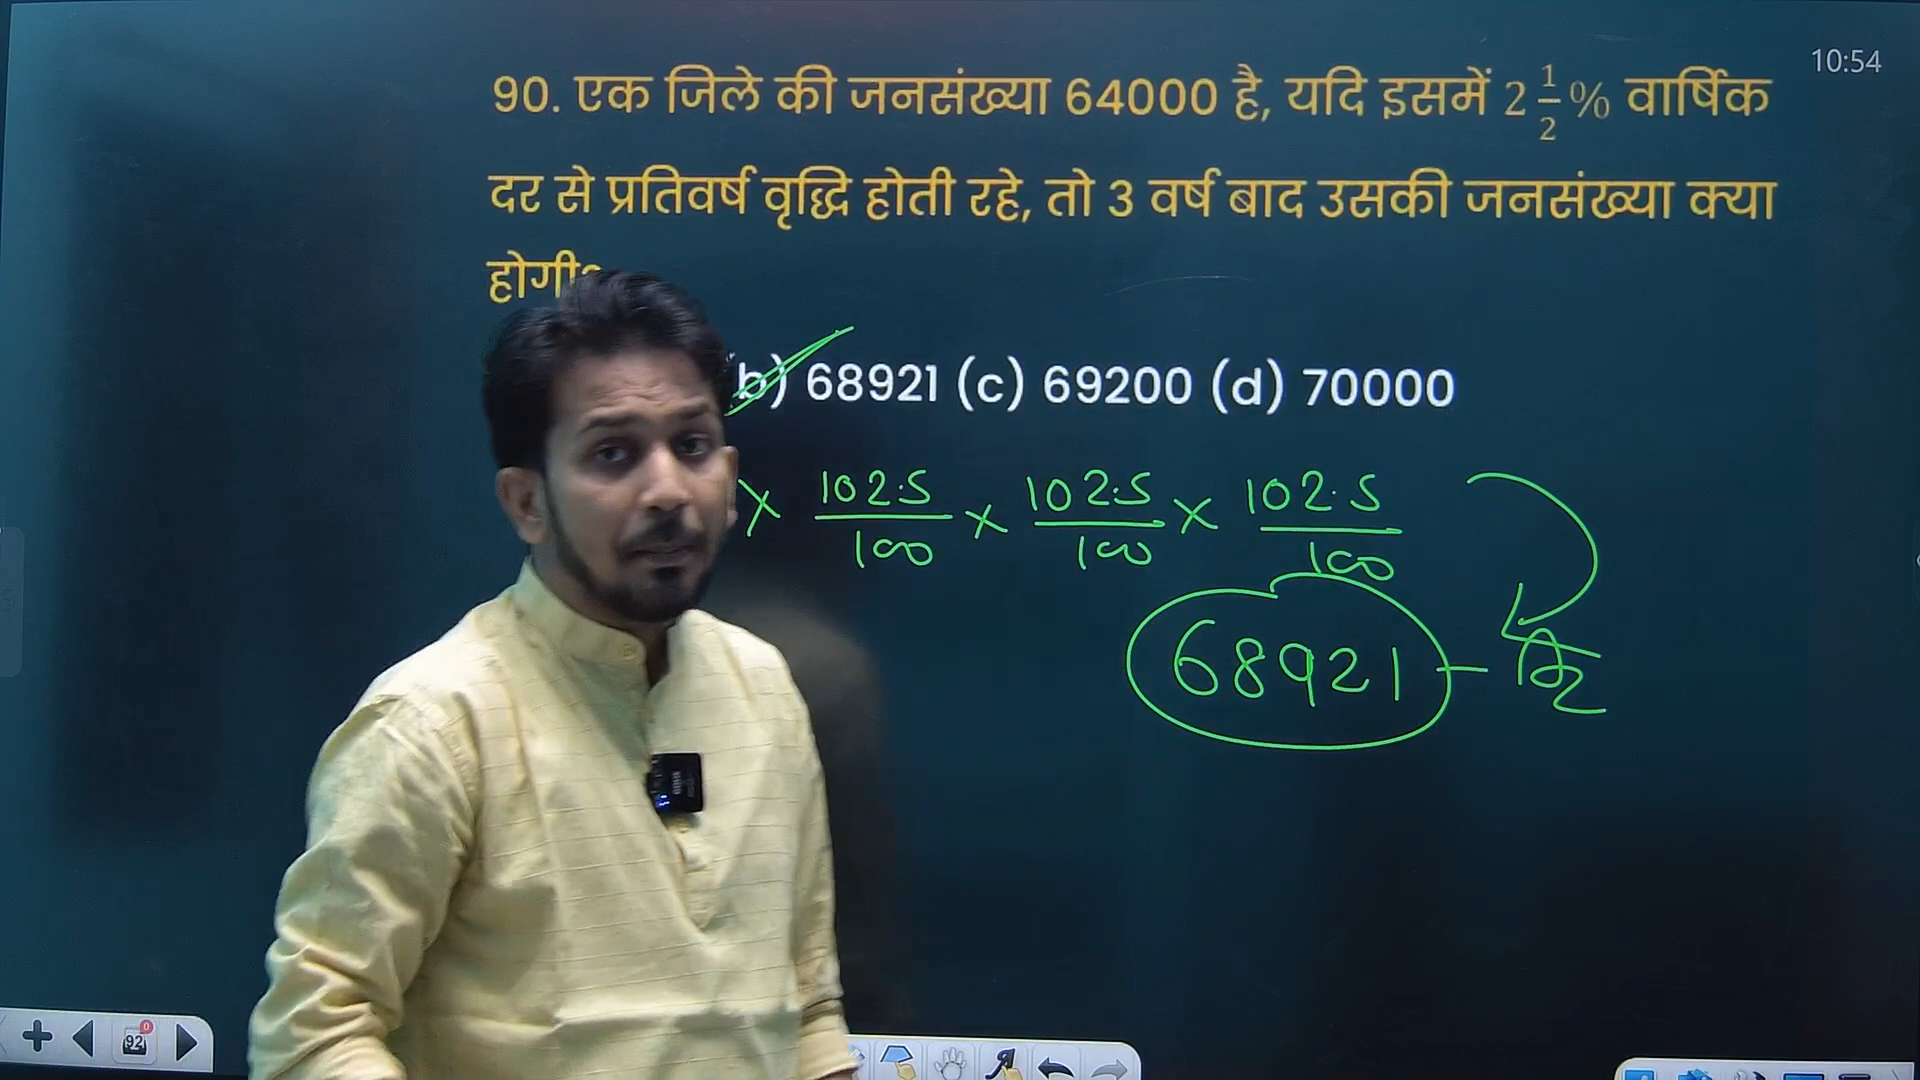 10:54
90. एक जिले की जनसंख्या 64000 है, यदि इसमें 2 1/2 % वार्षिक
दर से प्रतिवर्ष वृद्धि होती रहे, तो 3 वर्ष बाद उसकी जनसंख्या क्या
होगी?
b) 68921 (c) 69200 (d) 70000
× 102.5/100 × 102.5/100 × 102.5/100
68921 –
92
0